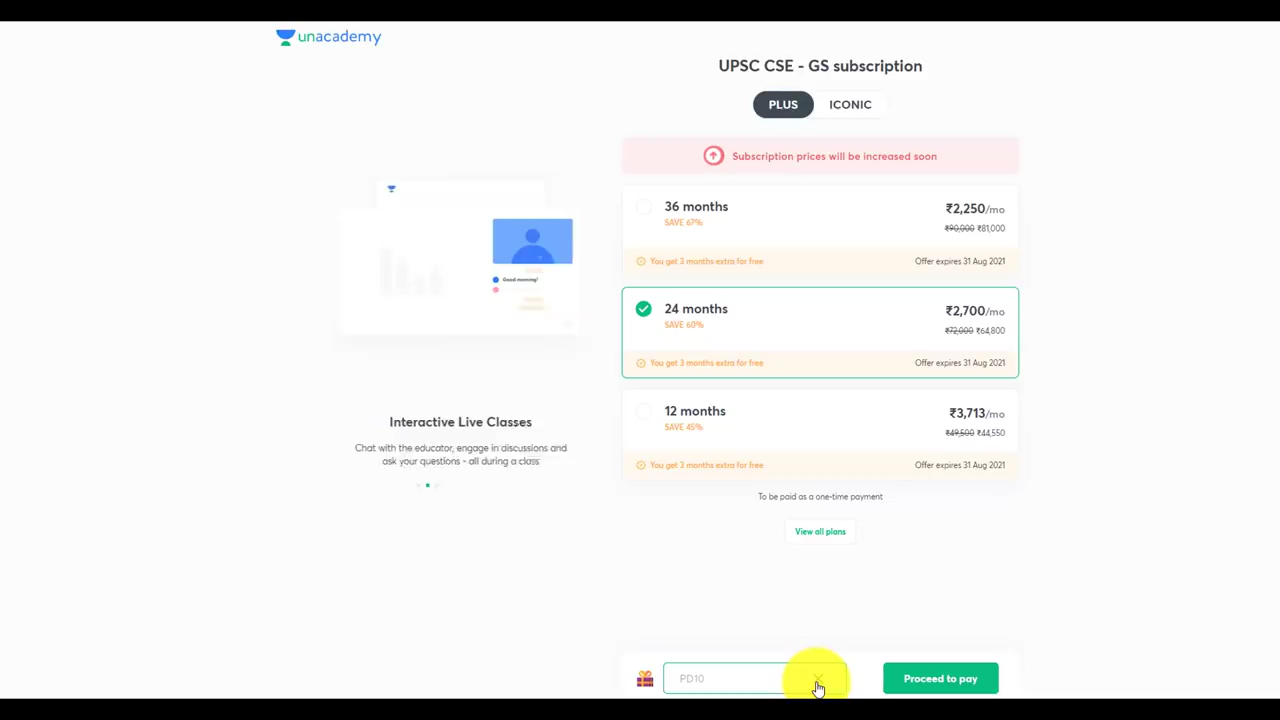 unacademy
UPSC CSE - GS subscription
PLUS
ICONIC
Subscription prices will be increased soon
36 months
₹2,250/mo
SAVE 67%
₹90,000 ₹81,000
You get 3 months extra for free
Offer expires 31 Aug 2021
24 months
₹2,700/mo
SAVE 60%
₹72,000 ₹64,800
You get 3 months extra for free
Offer expires 31 Aug 2021
12 months
₹3,713/mo
SAVE 45%
₹49,500 ₹44,550
You get 3 months extra for free
Offer expires 31 Aug 2021
To be paid as a one-time payment
View all plans
Good morning!
Interactive Live Classes
Chat with the educator, engage in discussions and
ask your questions - all during a class
PD10
Proceed to pay